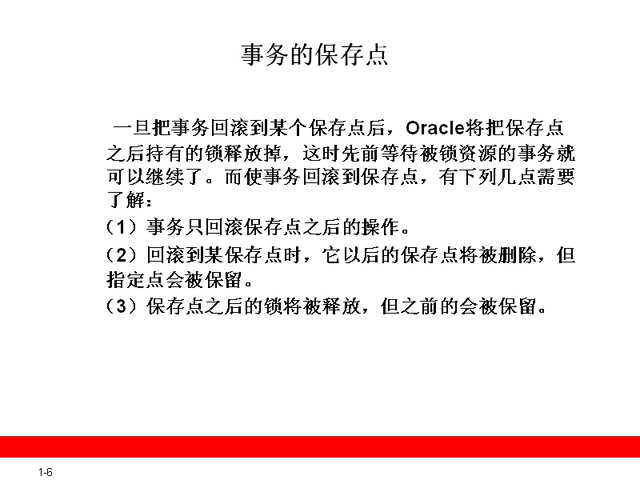 事务的保存点
一旦把事务回滚到某个保存点后，Oracle将把保存点
之后持有的锁释放掉，这时先前等待被锁资源的事务就
可以继续了。而使事务回滚到保存点，有下列几点需要
了解：
（1）事务只回滚保存点之后的操作。
（2）回滚到某保存点时，它以后的保存点将被删除，但
指定点会被保留。
（3）保存点之后的锁将被释放，但之前的会被保留。
1-6